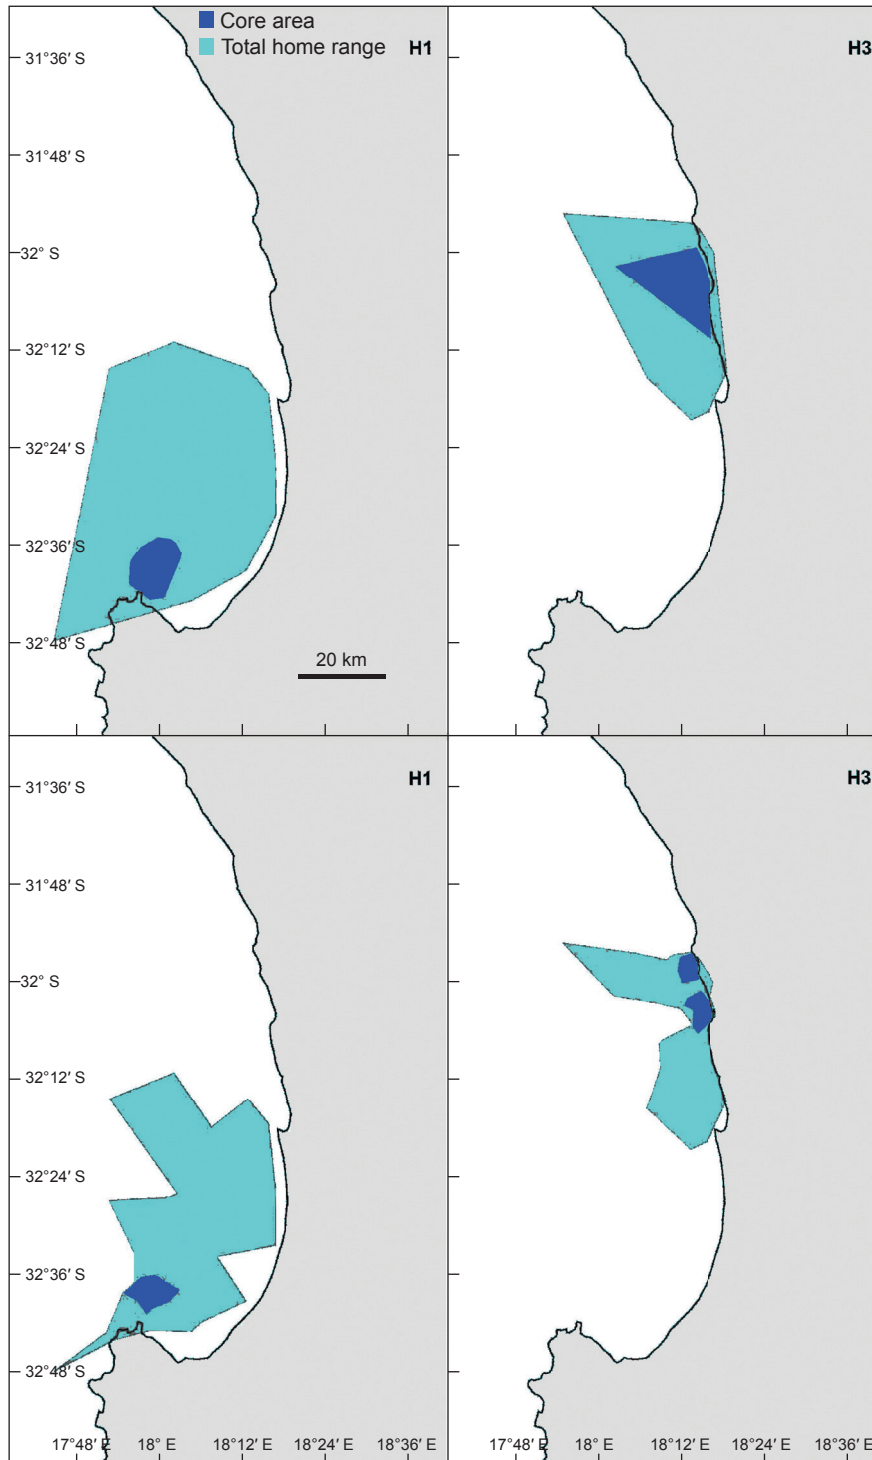 Core area
Total home range
H1
H3
31°36′ S
31°48′ S
32° S
32°12′ S
32°24′ S
32°36′ S
32°48′ S
20 km
H1
H3
31°36′ S
31°48′ S
32° S
32°12′ S
32°24′ S
32°36′ S
32°48′ S
17°48′ E 18° E 18°12′ E 18°24′ E 18°36′ E
17°48′ E 18° E 18°12′ E 18°24′ E 18°36′ E